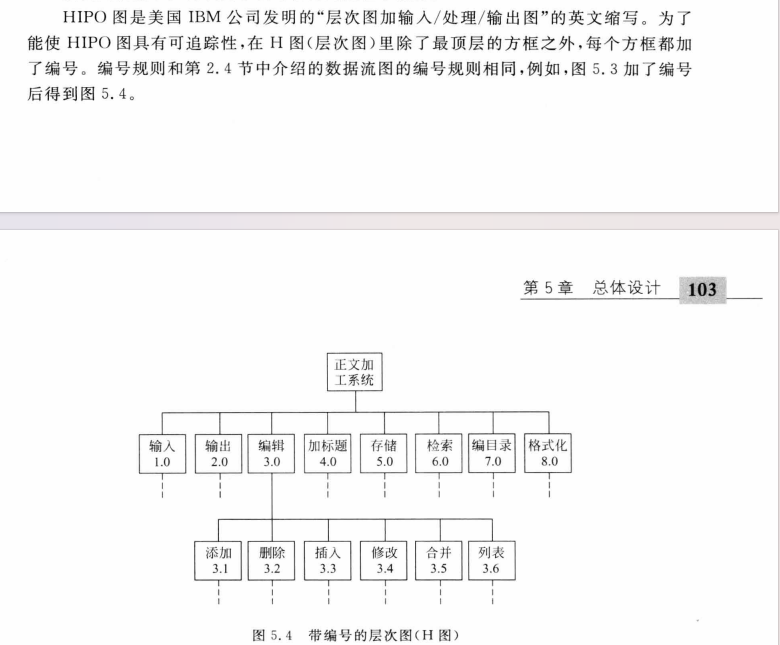 HIPO 图是美国 IBM 公司发明的“层次图加输入/处理/输出图”的英文缩写。为了
能使 HIPO 图具有可追踪性,在 H 图(层次图)里除了最顶层的方框之外,每个方框都加
了编号。编号规则和第 2.4 节中介绍的数据流图的编号规则相同,例如,图 5.3 加了编号
后得到图 5.4。
第 5 章 总体设计 103
正文加
工系统
输入 输出 编辑 加标题 存储 检索 编目录 格式化
1.0 2.0 3.0 4.0 5.0 6.0 7.0 8.0
添加 删除 插入 修改 合并 列表
3.1 3.2 3.3 3.4 3.5 3.6
图 5.4 带编号的层次图(H 图)